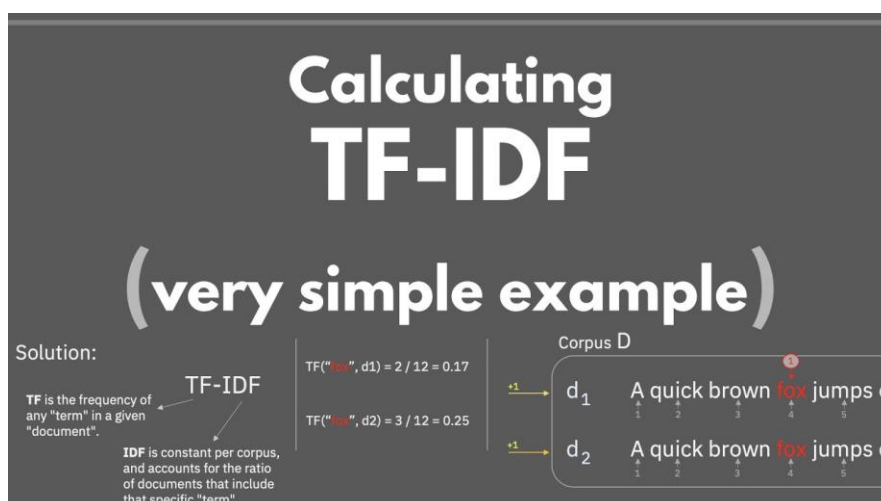 Calculating
TF-IDF
(very simple example)
Solution:
TF-IDF
TF is the frequency of
any "term" in a given
"document".
IDF is constant per corpus,
and accounts for the ratio
of documents that include
that specific "term"
TF("fox", d1) = 2 / 12 = 0.17
TF("fox", d2) = 3 / 12 = 0.25
Corpus D
1
+1 d1 A quick brown fox jumps
1 2 3 4 5
+1 d2 A quick brown fox jumps
1 2 3 4 5